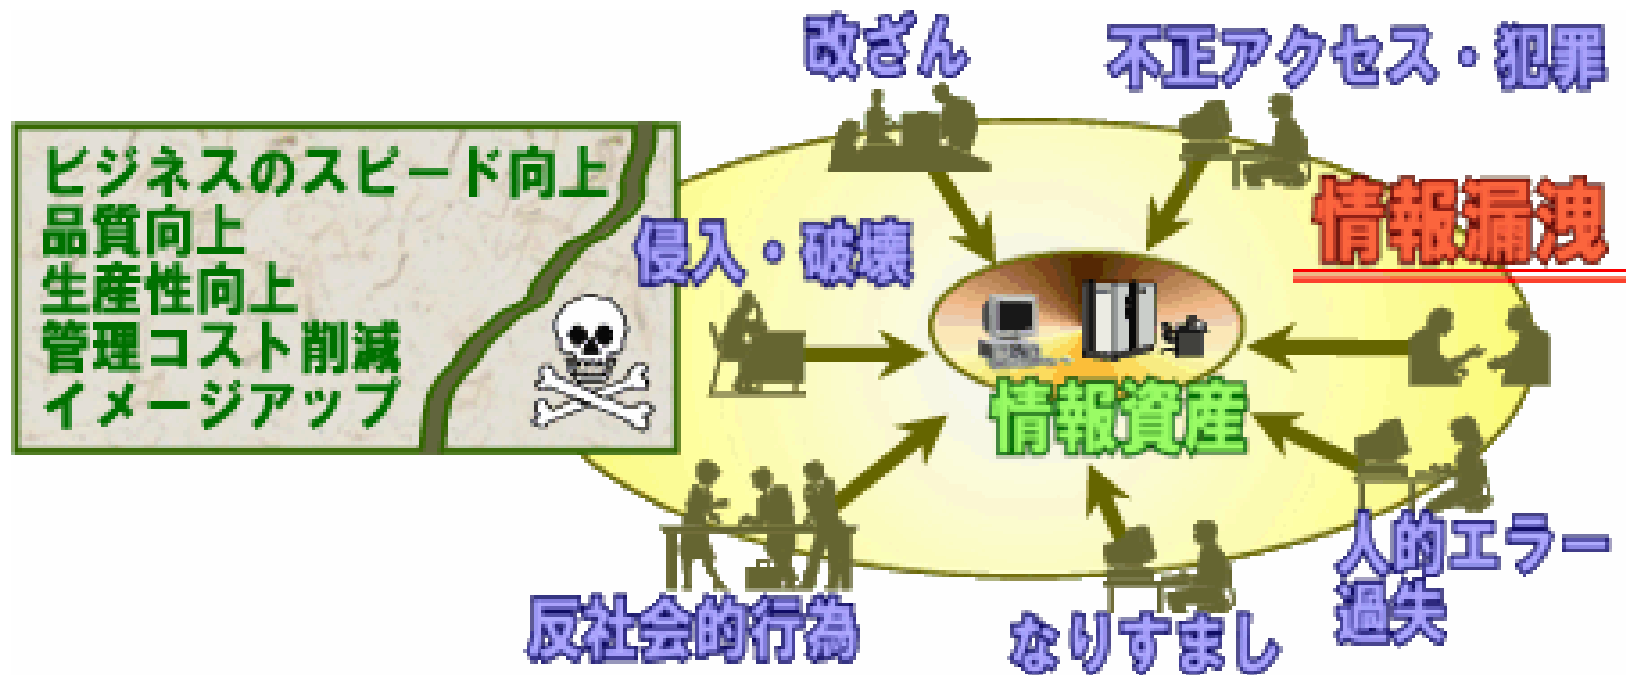 改ざん
不正アクセス・犯罪
ビジネスのスピード向上
品質向上
生産性向上
管理コスト削減
イメージアップ
侵入・破壊
情報漏洩
情報資産
人的エラー
過失
反社会的行為
なりすまし